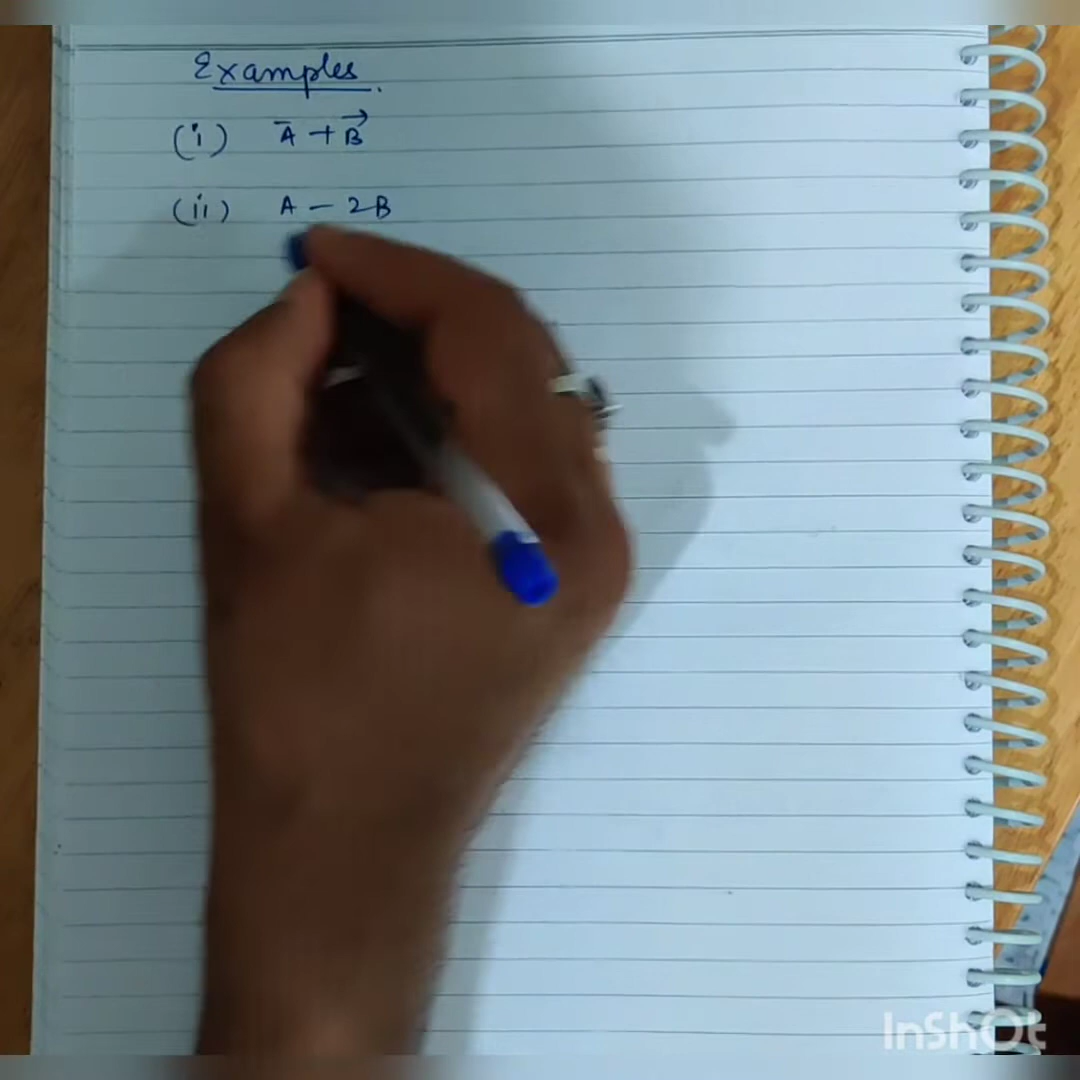 Examples.
(i) A̅ + B⃗
(ii) A - 2B
InShOt